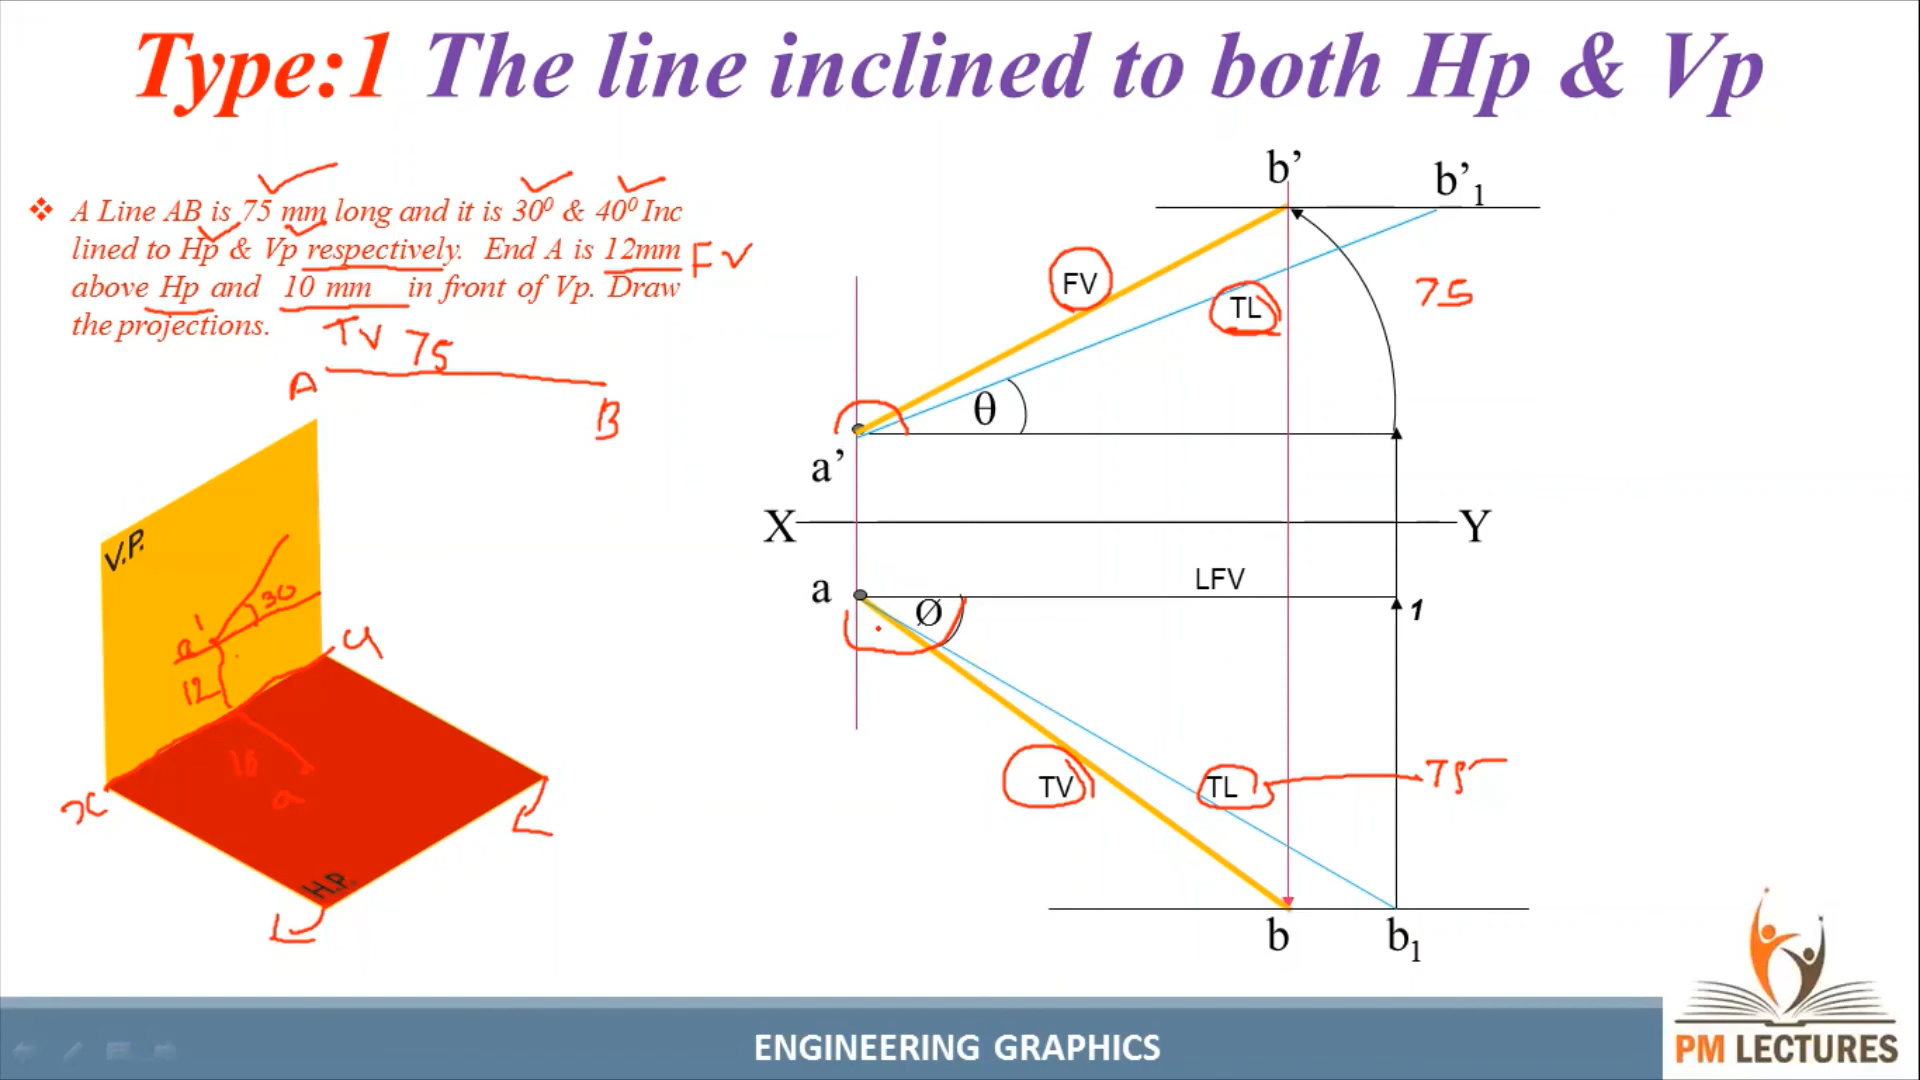 Type:1 The line inclined to both Hp & Vp
❖ A Line AB is 75 mm long and it is 30⁰ & 40⁰ Inc
lined to Hp & Vp respectively. End A is 12mm
above Hp and 10 mm in front of Vp. Draw
the projections.
FV
TV 75
A
B
V.P.
30
a'
12
y
10
a
x
H.P.
b’
b’₁
FV
TL
75
θ
a’
X
Y
a
LFV
Ø
1
TV
TL
75
b
b₁
ENGINEERING GRAPHICS
PM LECTURES